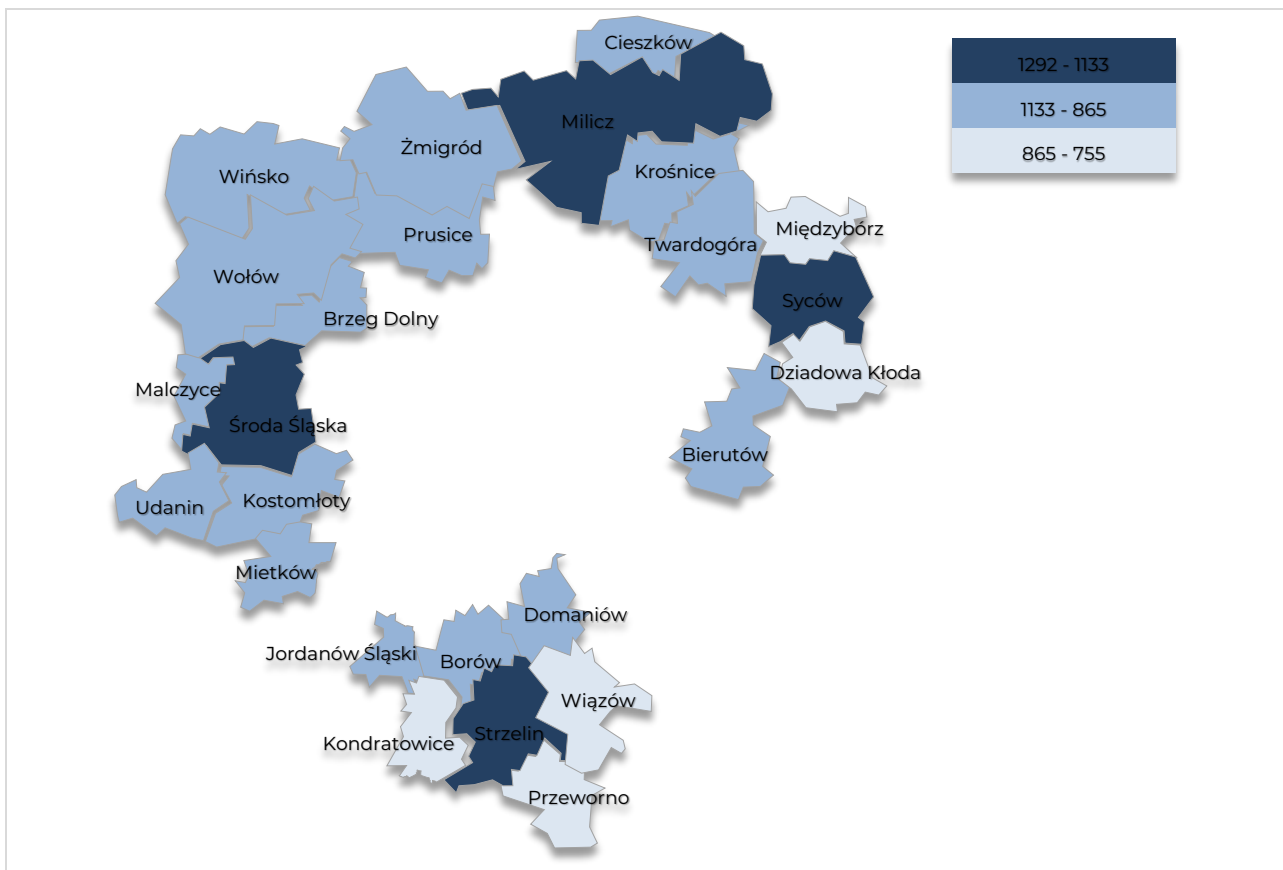 Cieszków
1292 - 1133
1133 - 865
865 - 755
Milicz
Żmigród
Wińsko
Krośnice
Prusice
Twardogóra
Międzybórz
Wołów
Syców
Brzeg Dolny
Malczyce
Dziadowa Kłoda
Środa Śląska
Bierutów
Udanin
Kostomłoty
Mietków
Domaniów
Jordanów Śląski
Borów
Wiązów
Strzelin
Kondratowice
Przeworno